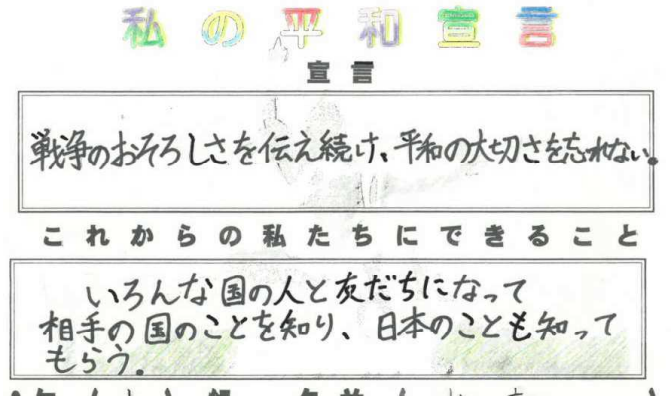 私の平和宣言
宣言
戦争のおそろしさを伝え続け、平和の大切さを忘れない。
これからの私たちにできること
いろんな国の人と友だちになって
相手の国のことを知り、日本のことも知って
もらう。